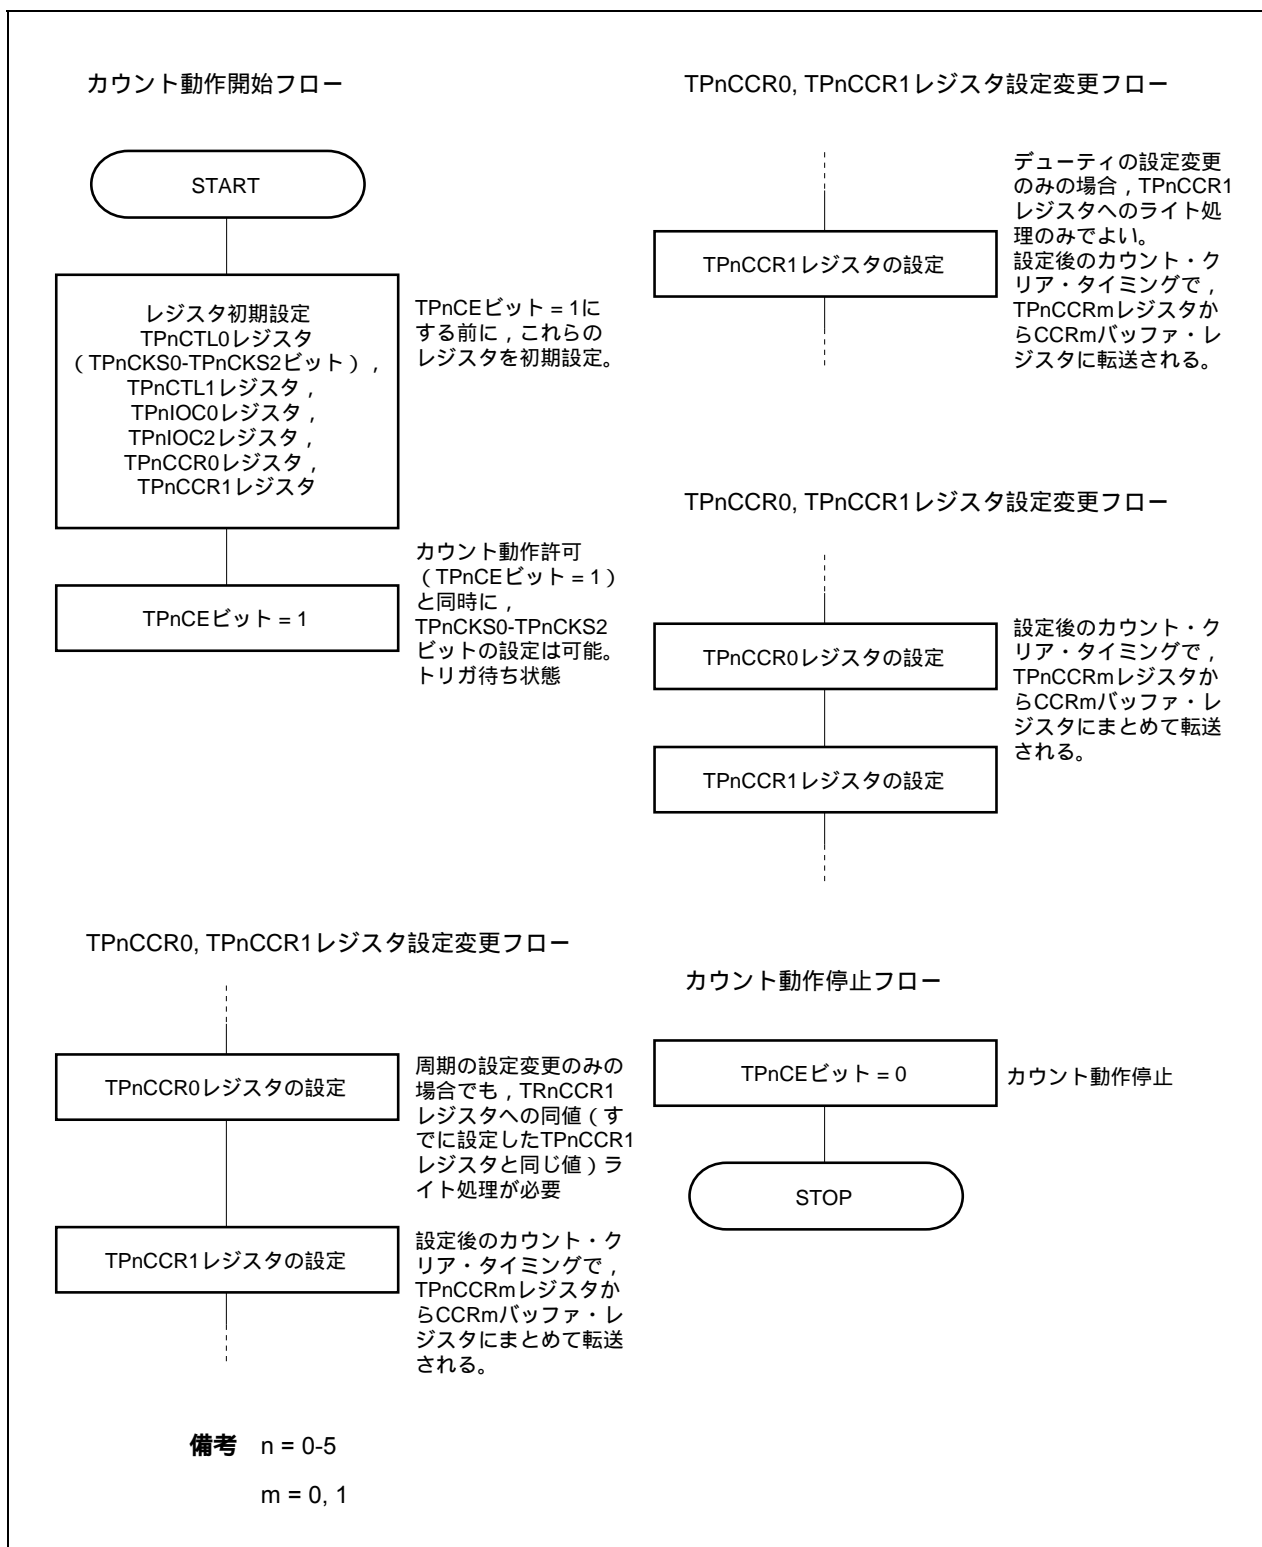 カウント動作開始フロー
START
レジスタ初期設定
TPnCTL0レジスタ
（TPnCKS0-TPnCKS2ビット），
TPnCTL1レジスタ，
TPnIOC0レジスタ，
TPnIOC2レジスタ，
TPnCCR0レジスタ，
TPnCCR1レジスタ
TPnCEビット = 1に
する前に，これらの
レジスタを初期設定。
TPnCEビット = 1
カウント動作許可
（TPnCEビット = 1）
と同時に，
TPnCKS0-TPnCKS2
ビットの設定は可能。
トリガ待ち状態
TPnCCR0, TPnCCR1レジスタ設定変更フロー
TPnCCR0レジスタの設定
周期の設定変更のみの
場合でも，TRnCCR1
レジスタへの同値（す
でに設定したTPnCCR1
レジスタと同じ値）ラ
イト処理が必要
TPnCCR1レジスタの設定
設定後のカウント・ク
リア・タイミングで，
TPnCCRmレジスタか
らCCRmバッファ・レ
ジスタにまとめて転送
される。
TPnCCR0, TPnCCR1レジスタ設定変更フロー
TPnCCR1レジスタの設定
デューティの設定変更
のみの場合，TPnCCR1
レジスタへのライト処
理のみでよい。
設定後のカウント・ク
リア・タイミングで，
TPnCCRmレジスタか
らCCRmバッファ・レ
ジスタに転送される。
TPnCCR0, TPnCCR1レジスタ設定変更フロー
TPnCCR0レジスタの設定
設定後のカウント・ク
リア・タイミングで，
TPnCCRmレジスタか
らCCRmバッファ・レ
ジスタにまとめて転送
される。
TPnCCR1レジスタの設定
カウント動作停止フロー
TPnCEビット = 0
カウント動作停止
STOP
備考 n = 0-5
m = 0, 1